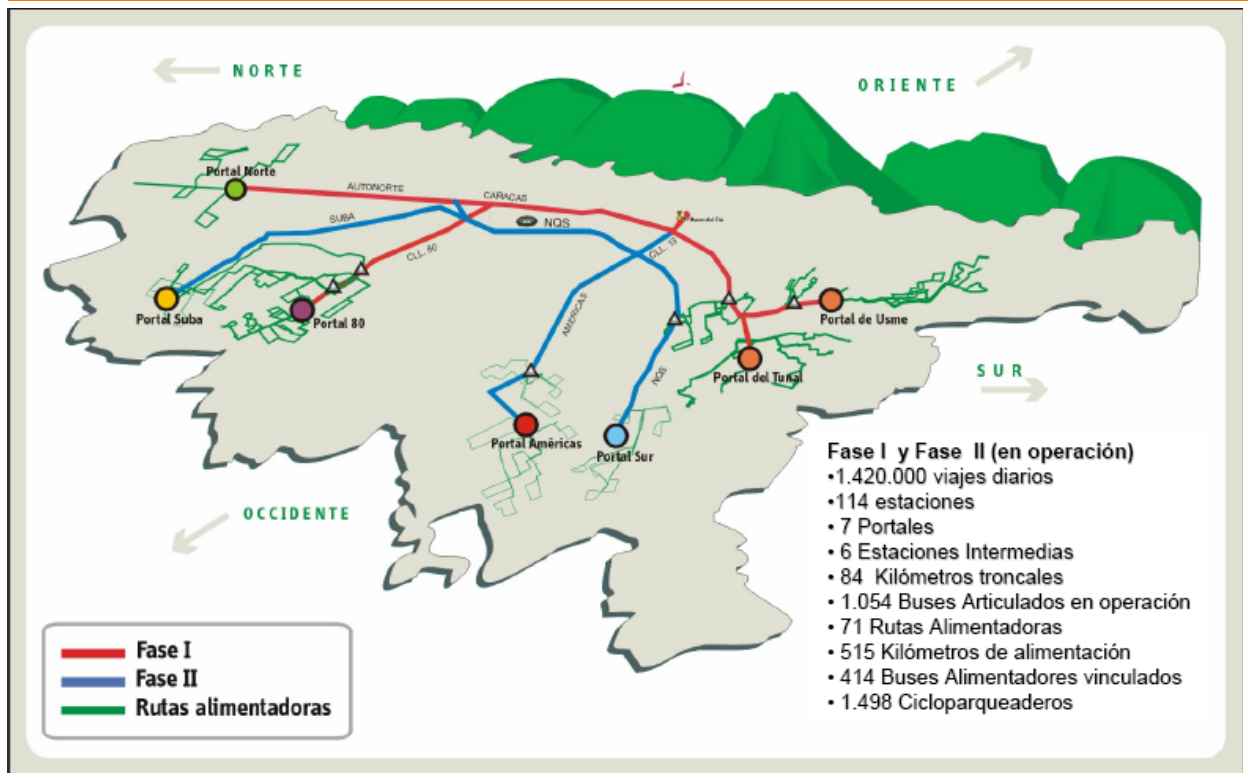 NORTE
ORIENTE
Portal Norte
AUTONORTE
CARACAS
SUBA
NQS
CLL. 80
CLL. 13
AMERICAS
Portal Suba
Portal 80
Portal de Usme
NQS
Portal del Tunal
SUR
Portal Américas
Portal Sur
OCCIDENTE
Fase I y Fase II (en operación)
•1.420.000 viajes diarios
•114 estaciones
• 7 Portales
• 6 Estaciones Intermedias
• 84 Kilómetros troncales
• 1.054 Buses Articulados en operación
• 71 Rutas Alimentadoras
• 515 Kilómetros de alimentación
• 414 Buses Alimentadores vinculados
• 1.498 Cicloparqueaderos
Fase I
Fase II
Rutas alimentadoras